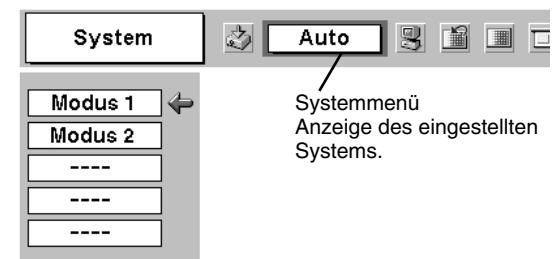 System
Auto
Modus 1
Modus 2
----
----
----
Systemmenü
Anzeige des eingestellten
Systems.